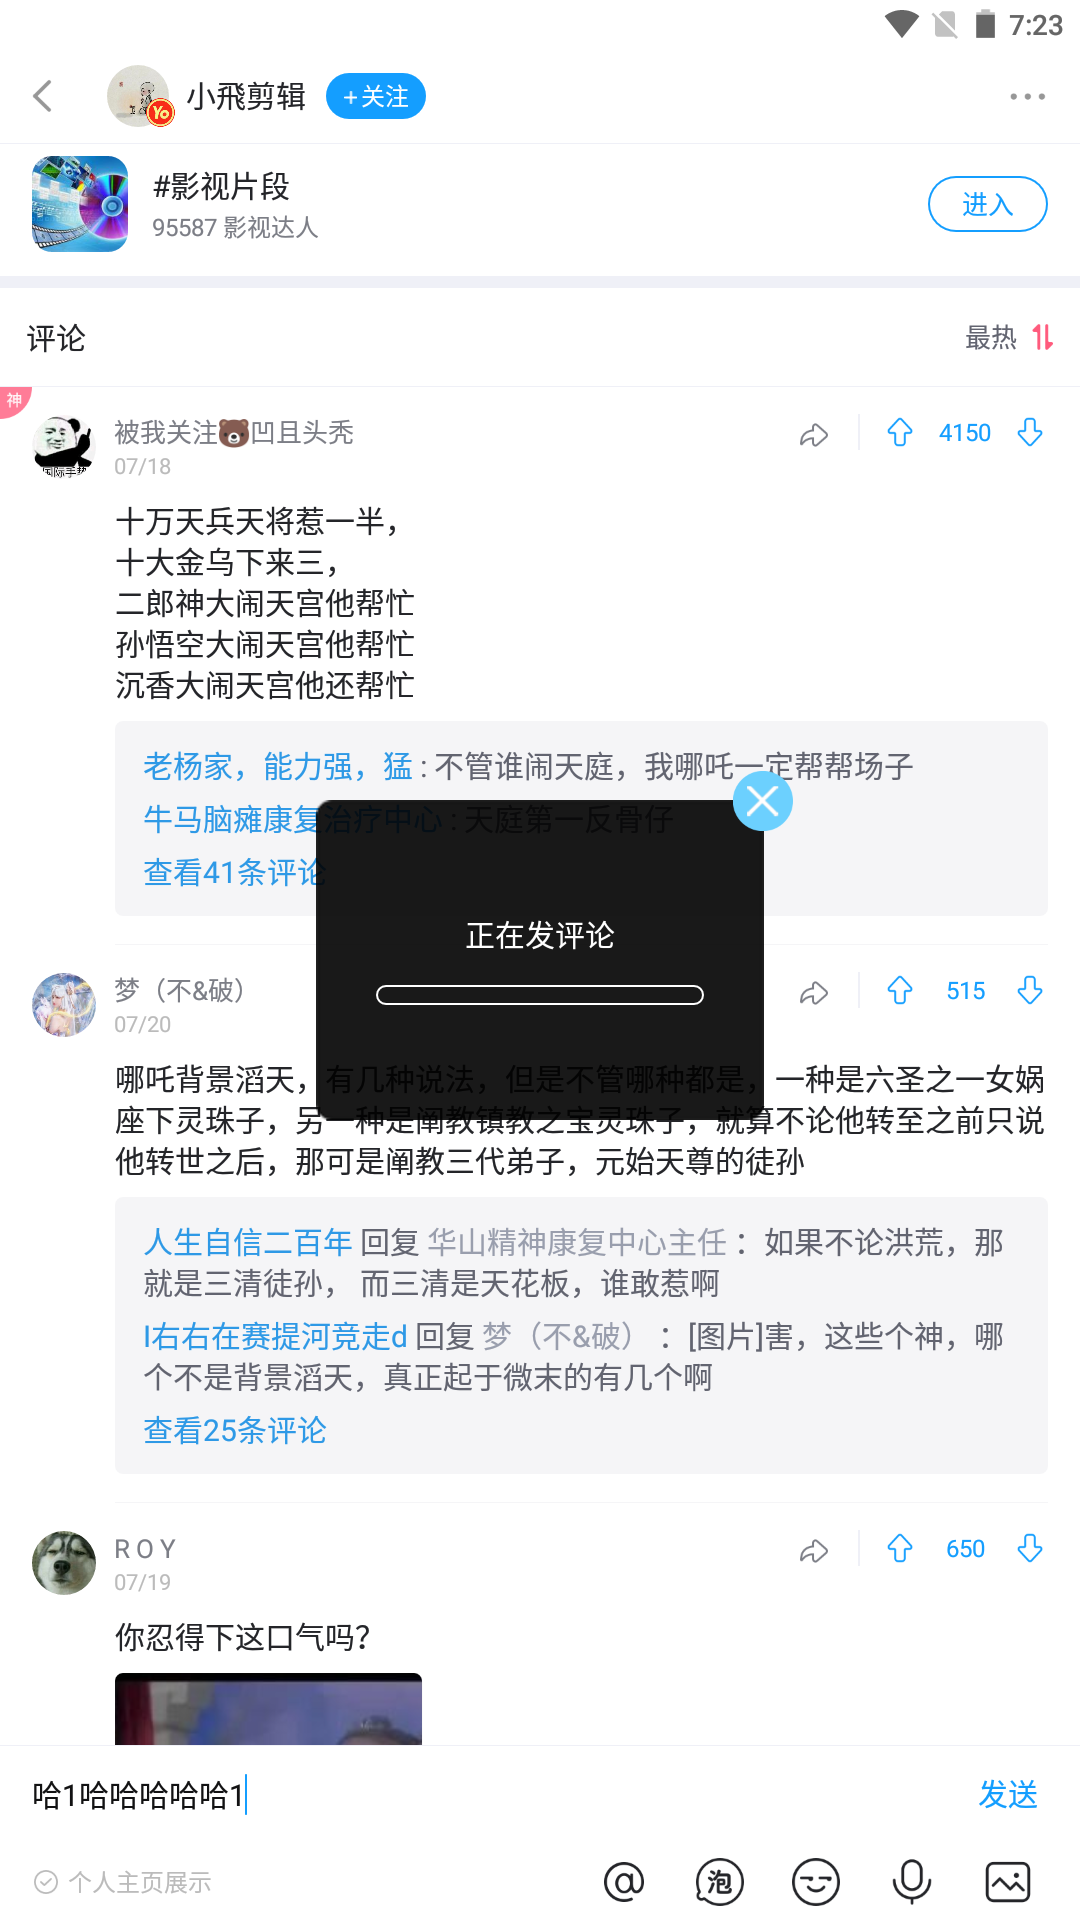 7:23
小飛剪辑
Yo
+关注
#影视片段
95587 影视达人
进入
评论
最热
神
被我关注🐻凹且头秃
07/18
4150
十万天兵天将惹一半，
十大金乌下来三，
二郎神大闹天宫他帮忙
孙悟空大闹天宫他帮忙
沉香大闹天宫他还帮忙
老杨家，能力强，猛 : 不管谁闹天庭，我哪吒一定帮帮场子
牛马脑瘫康复治疗中心 : 天庭第一反骨仔
查看41条评论
正在发评论
梦（不&破）
07/20
515
哪吒背景滔天，有几种说法，但是不管哪种都是，一种是六圣之一女娲
座下灵珠子，另一种是阐教镇教之宝灵珠子，就算不论他转至之前只说
他转世之后，那可是阐教三代弟子，元始天尊的徒孙
人生自信二百年 回复 华山精神康复中心主任 ：如果不论洪荒，那
就是三清徒孙， 而三清是天花板，谁敢惹啊
I右右在赛提河竞走d 回复 梦（不&破） ：[图片]害，这些个神，哪
个不是背景滔天，真正起于微末的有几个啊
查看25条评论
R O Y
07/19
650
你忍得下这口气吗？
哈1哈哈哈哈哈1
发送
个人主页展示
@
泡